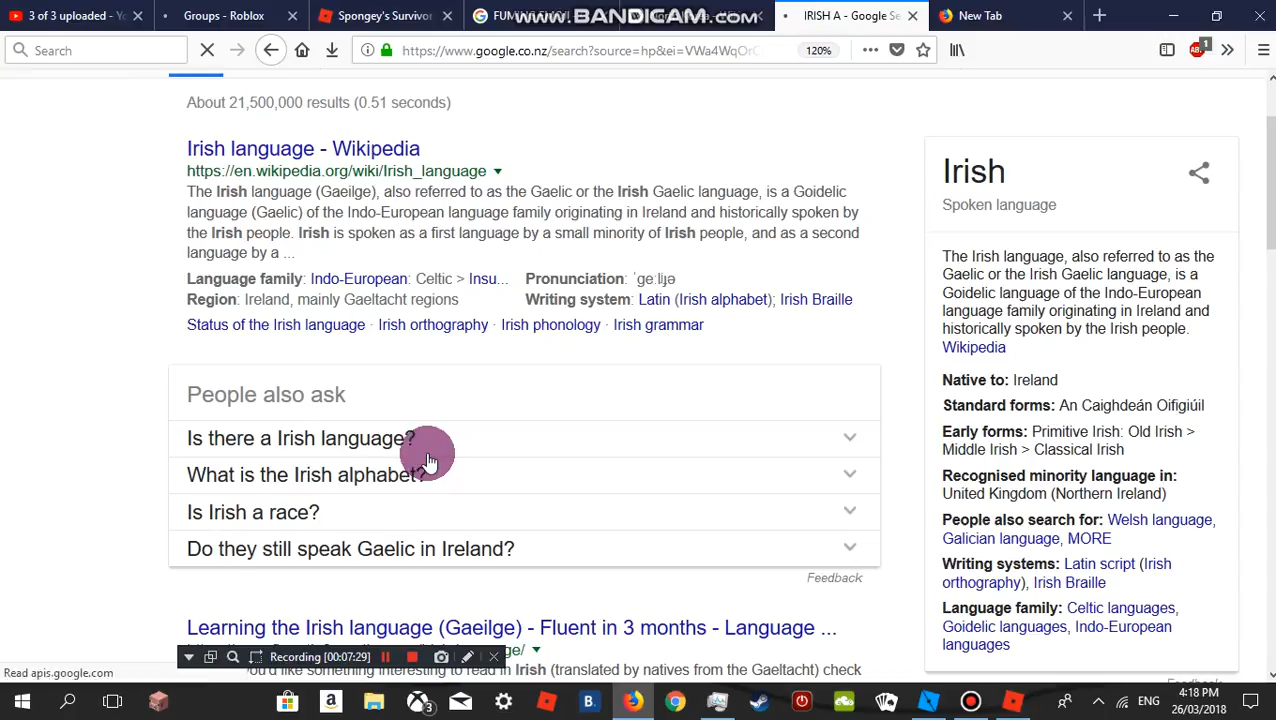 3 of 3 uploaded - Yo
Groups - Roblox
Spongey's Survivor
FUN
www.BANDICAM.com
IRISH A - Google Se
New Tab
Search
https://www.google.co.nz/search?source=hp&ei=VWa4WqOrC
120%
1
About 21,500,000 results (0.51 seconds)
Irish language - Wikipedia
https://en.wikipedia.org/wiki/Irish_language
The Irish language (Gaeilge), also referred to as the Gaelic or the Irish Gaelic language, is a Goidelic
language (Gaelic) of the Indo-European language family originating in Ireland and historically spoken by
the Irish people. Irish is spoken as a first language by a small minority of Irish people, and as a second
language by a ...
Language family: Indo-European: Celtic > Insu... Pronunciation: ˈɡeːlɟə
Region: Ireland, mainly Gaeltacht regions Writing system: Latin (Irish alphabet); Irish Braille
Status of the Irish language · Irish orthography · Irish phonology · Irish grammar
People also ask
Is there a Irish language?
What is the Irish alphabet?
Is Irish a race?
Do they still speak Gaelic in Ireland?
Feedback
Learning the Irish language (Gaeilge) - Fluent in 3 months - Language ...
ge/
you'd like something interesting to read in Irish (translated by natives from the Gaeltacht) check
Irish
Spoken language
The Irish language, also referred to as the
Gaelic or the Irish Gaelic language, is a
Goidelic language of the Indo-European
language family originating in Ireland and
historically spoken by the Irish people.
Wikipedia
Native to: Ireland
Standard forms: An Caighdeán Oifigiúil
Early forms: Primitive Irish: Old Irish >
Middle Irish > Classical Irish
Recognised minority language in:
United Kingdom (Northern Ireland)
People also search for: Welsh language,
Galician language, MORE
Writing systems: Latin script (Irish
orthography), Irish Braille
Language family: Celtic languages,
Goidelic languages, Indo-European
languages
Recording [00:07:29]
Read apis.google.com
3
B.
ENG
4:18 PM
26/03/2018